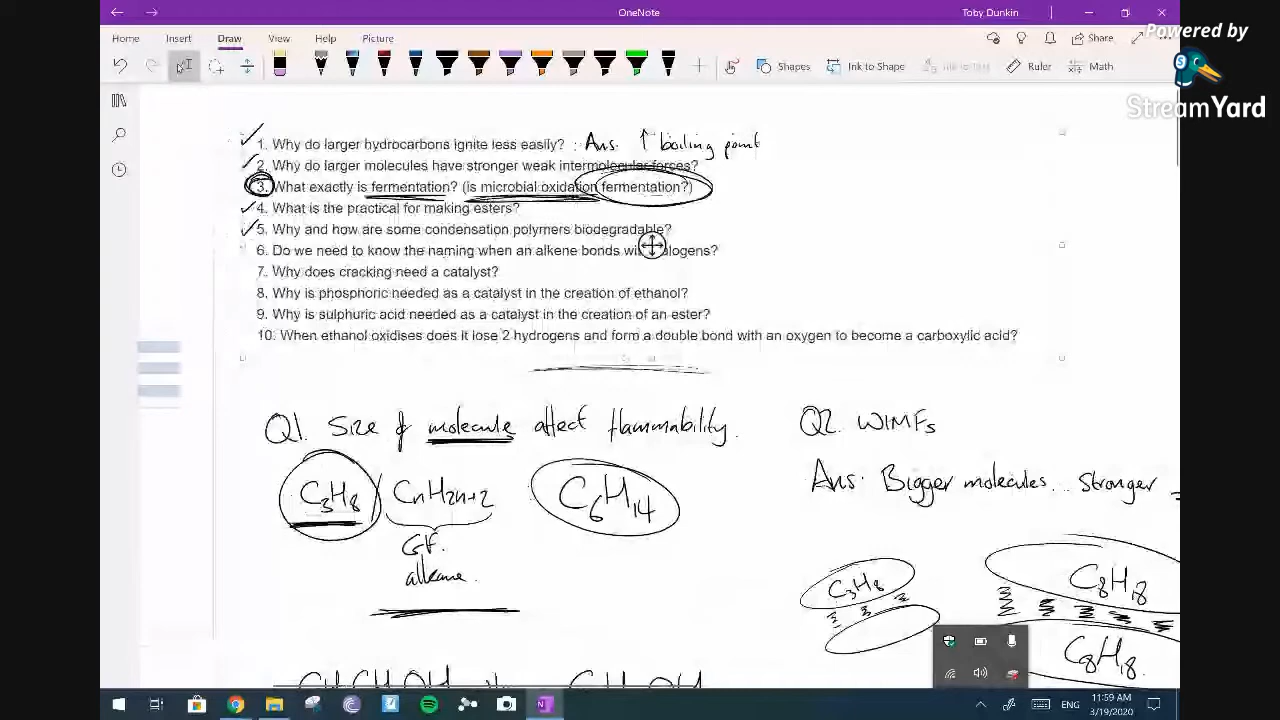 OneNote
Toby Dunkin
Powered by
StreamYard
Home Insert Draw View Help Picture
Share
Shapes Ink to Shape Ink to Text Ruler Math
1. Why do larger hydrocarbons ignite less easily? : Ans. ↑ boiling point
2. Why do larger molecules have stronger weak intermolecular forces?
3. What exactly is fermentation? (is microbial oxidation fermentation?)
4. What is the practical for making esters?
5. Why and how are some condensation polymers biodegradable?
6. Do we need to know the naming when an alkene bonds with halogens?
7. Why does cracking need a catalyst?
8. Why is phosphoric needed as a catalyst in the creation of ethanol?
9. Why is sulphuric acid needed as a catalyst in the creation of an ester?
10. When ethanol oxidises does it lose 2 hydrogens and form a double bond with an oxygen to become a carboxylic acid?
Q1. Size of molecule affect flammability.
C3H8 / CnH2n+2 C6H14
G.F.
alkane.
Q2. WIMFs
Ans. Bigger molecules.. stronger =
C3H8
C8H18
C8H18.
ENG
11:59 AM
3/19/2020